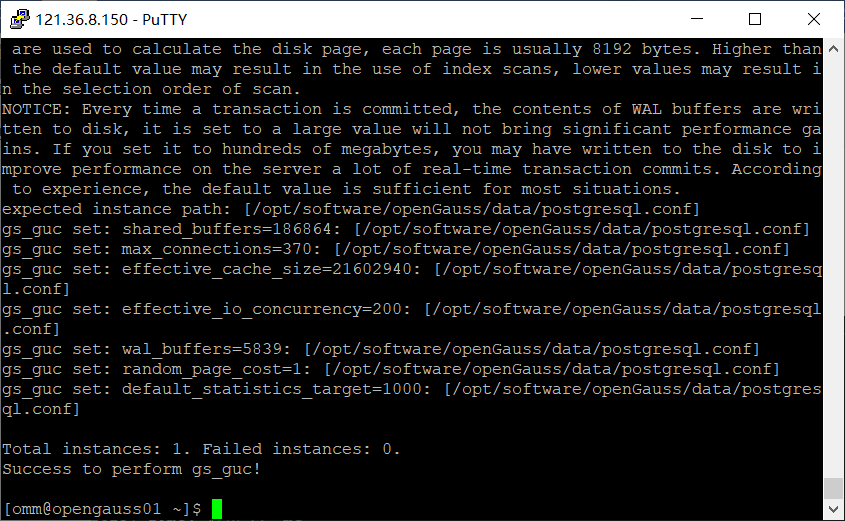 121.36.8.150 - PuTTY
are used to calculate the disk page, each page is usually 8192 bytes. Higher than
the default value may result in the use of index scans, lower values may result i
n the selection order of scan.
NOTICE: Every time a transaction is committed, the contents of WAL buffers are wri
tten to disk, it is set to a large value will not bring significant performance ga
ins. If you set it to hundreds of megabytes, you may have written to the disk to i
mprove performance on the server a lot of real-time transaction commits. According
to experience, the default value is sufficient for most situations.
expected instance path: [/opt/software/openGauss/data/postgresql.conf]
gs_guc set: shared_buffers=186864: [/opt/software/openGauss/data/postgresql.conf]
gs_guc set: max_connections=370: [/opt/software/openGauss/data/postgresql.conf]
gs_guc set: effective_cache_size=21602940: [/opt/software/openGauss/data/postgresq
l.conf]
gs_guc set: effective_io_concurrency=200: [/opt/software/openGauss/data/postgresql
.conf]
gs_guc set: wal_buffers=5839: [/opt/software/openGauss/data/postgresql.conf]
gs_guc set: random_page_cost=1: [/opt/software/openGauss/data/postgresql.conf]
gs_guc set: default_statistics_target=1000: [/opt/software/openGauss/data/postgres
ql.conf]
Total instances: 1. Failed instances: 0.
Success to perform gs_guc!
[omm@opengauss01 ~]$